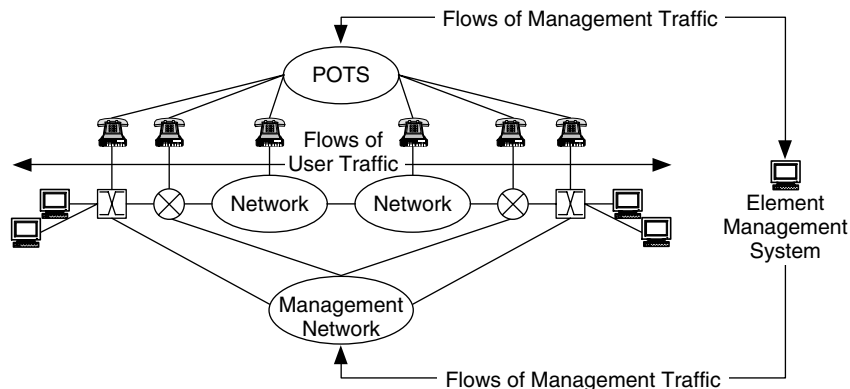 Flows of Management Traffic
POTS
Flows of
User Traffic
Network
Network
Element
Management
System
Management
Network
Flows of Management Traffic